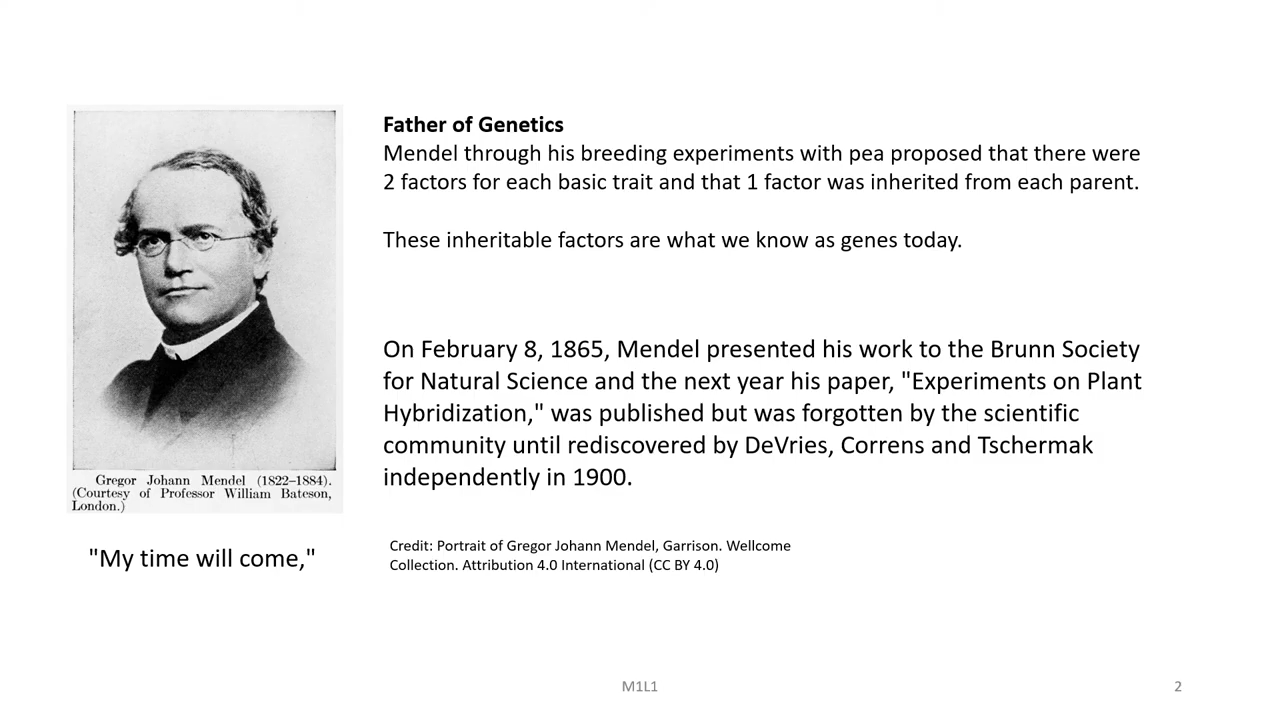 Father of Genetics
Mendel through his breeding experiments with pea proposed that there were
2 factors for each basic trait and that 1 factor was inherited from each parent.
These inheritable factors are what we know as genes today.
On February 8, 1865, Mendel presented his work to the Brunn Society
for Natural Science and the next year his paper, "Experiments on Plant
Hybridization," was published but was forgotten by the scientific
community until rediscovered by DeVries, Correns and Tschermak
independently in 1900.
Gregor Johann Mendel (1822–1884).
(Courtesy of Professor William Bateson,
London.)
"My time will come,"
Credit: Portrait of Gregor Johann Mendel, Garrison. Wellcome
Collection. Attribution 4.0 International (CC BY 4.0)
M1L1
2